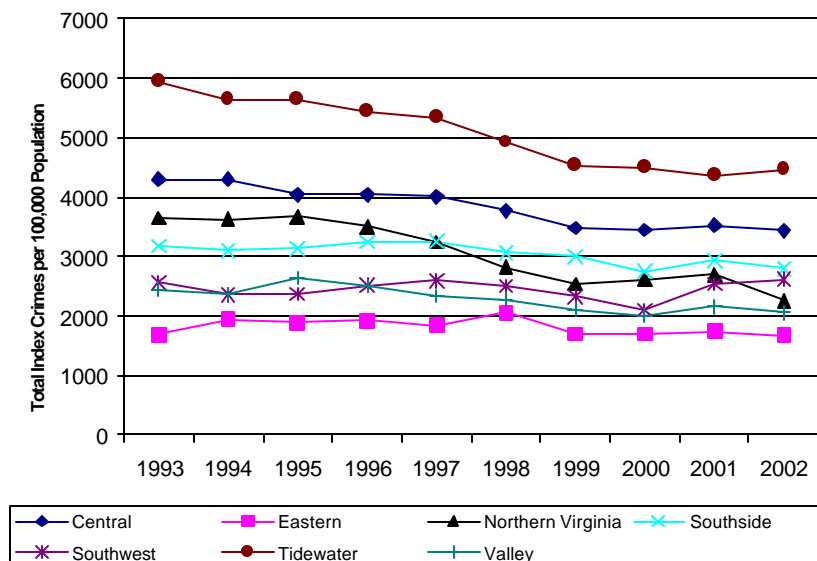 Total Index Crimes per 100,000 Population
7000
6000
5000
4000
3000
2000
1000
0
1993 1994 1995 1996 1997 1998 1999 2000 2001 2002
Central Eastern Northern Virginia Southside
Southwest Tidewater Valley